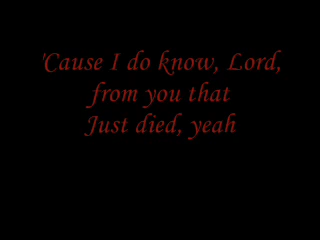 'Cause I do know, Lord,
from you that
Just died, yeah